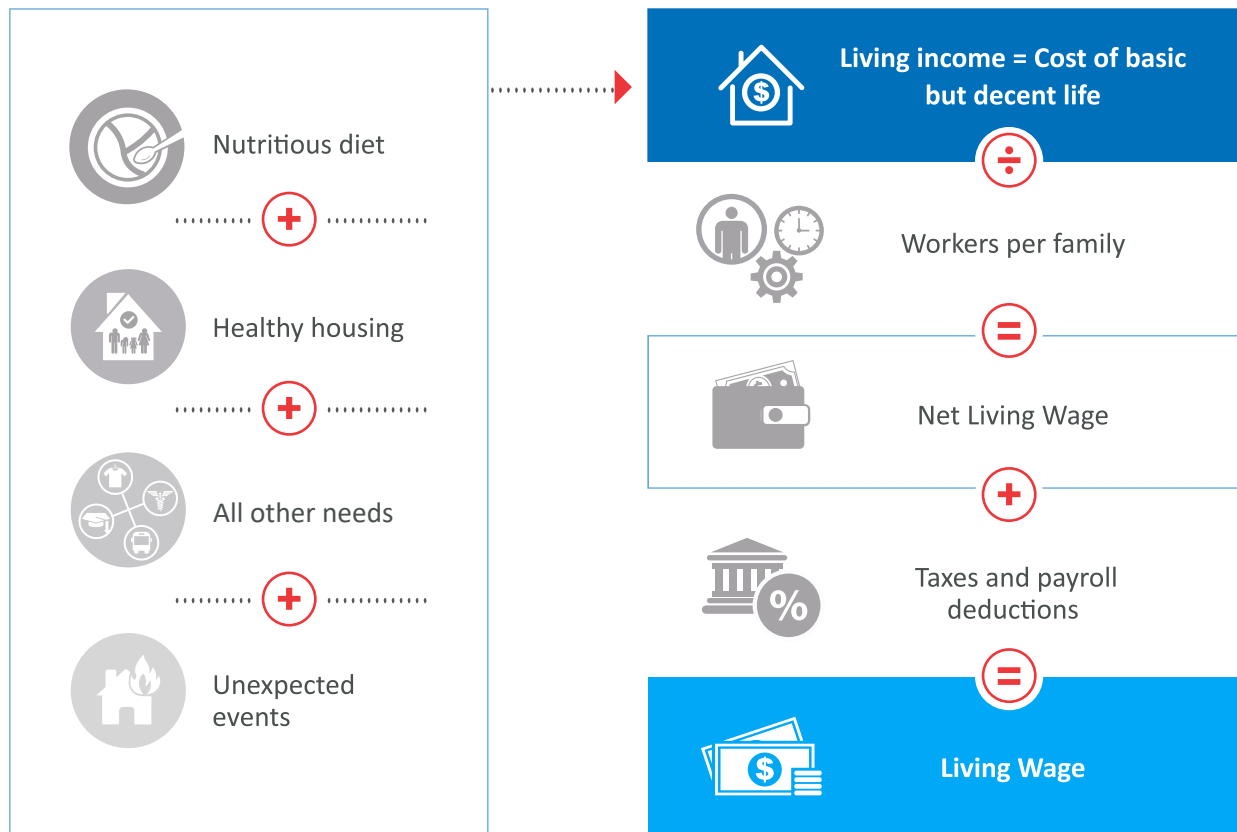 Nutritious diet
+
Healthy housing
+
All other needs
+
Unexpected
events
$
Living income = Cost of basic
but decent life
÷
Workers per family
=
Net Living Wage
+
%
Taxes and payroll
deductions
=
$
Living Wage